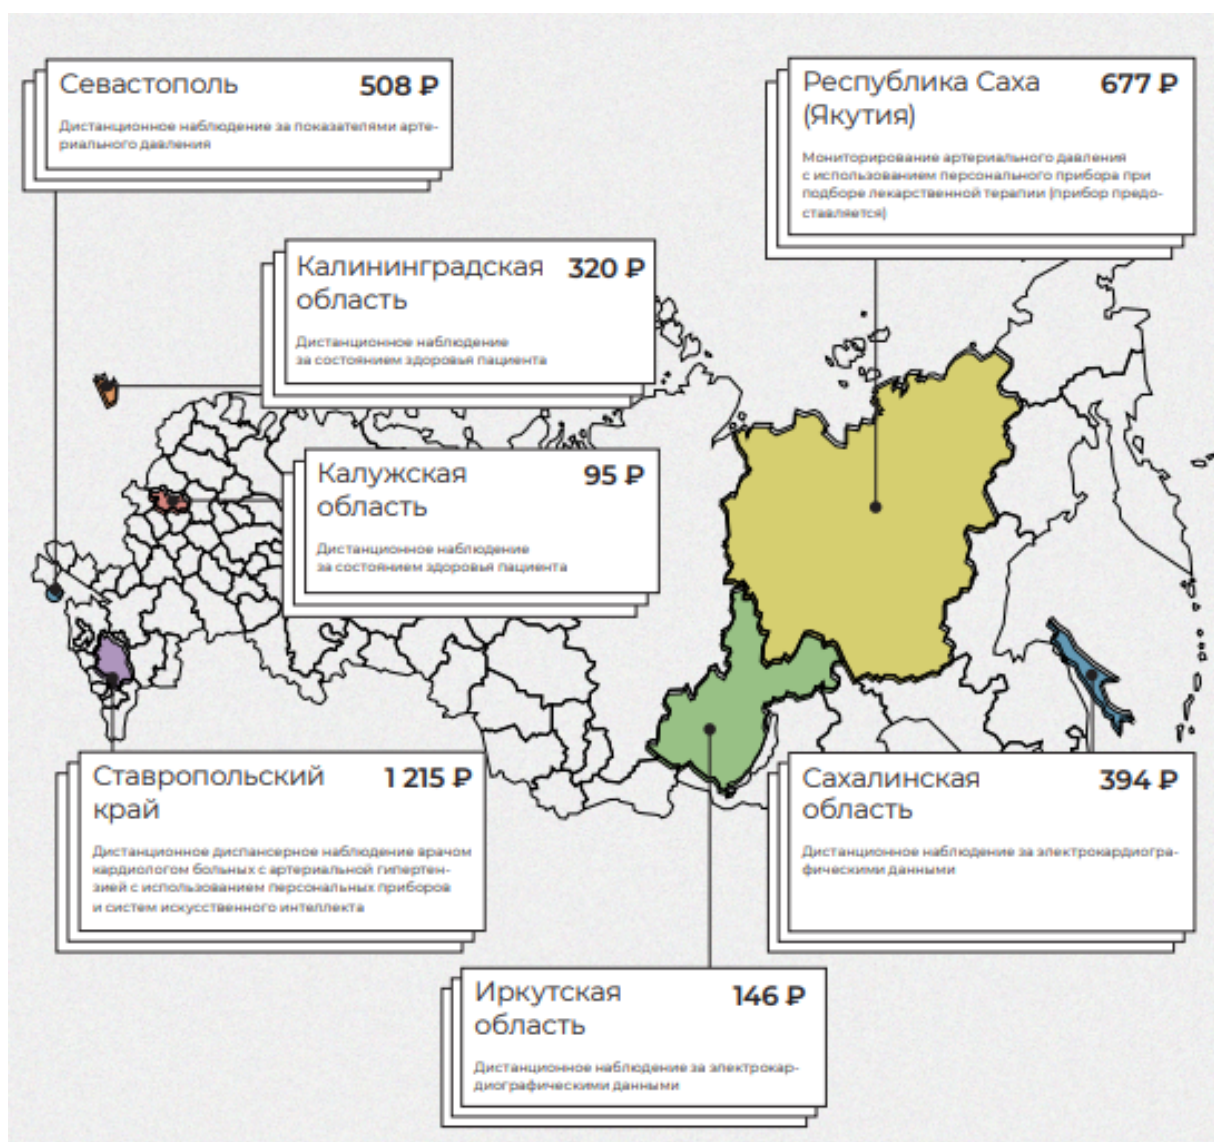 Севастополь 508 ₽
Дистанционное наблюдение за показателями арте-
риального давления
Республика Саха 677 ₽
(Якутия)
Мониторирование артериального давления
с использованием персонального прибора при
подборе лекарственной терапии (прибор предо-
ставляется)
Калининградская 320 ₽
область
Дистанционное наблюдение
за состоянием здоровья пациента
Калужская 95 ₽
область
Дистанционное наблюдение
за состоянием здоровья пациента
Ставропольский 1 215 ₽
край
Дистанционное диспансерное наблюдение врачом
кардиологом больных с артериальной гипертен-
зией с использованием персональных приборов
и систем искусственного интеллекта
Сахалинская 394 ₽
область
Дистанционное наблюдение за электрокардиогра-
фическими данными
Иркутская 146 ₽
область
Дистанционное наблюдение за электрокар-
диографическими данными